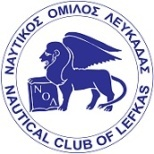 ΝΑΥΤΙΚΟΣ ΟΜΙΛΟΣ ΛΕΥΚΑΔΑΣ
ΝΟΛ
NAUTICAL CLUB OF LEFKAS